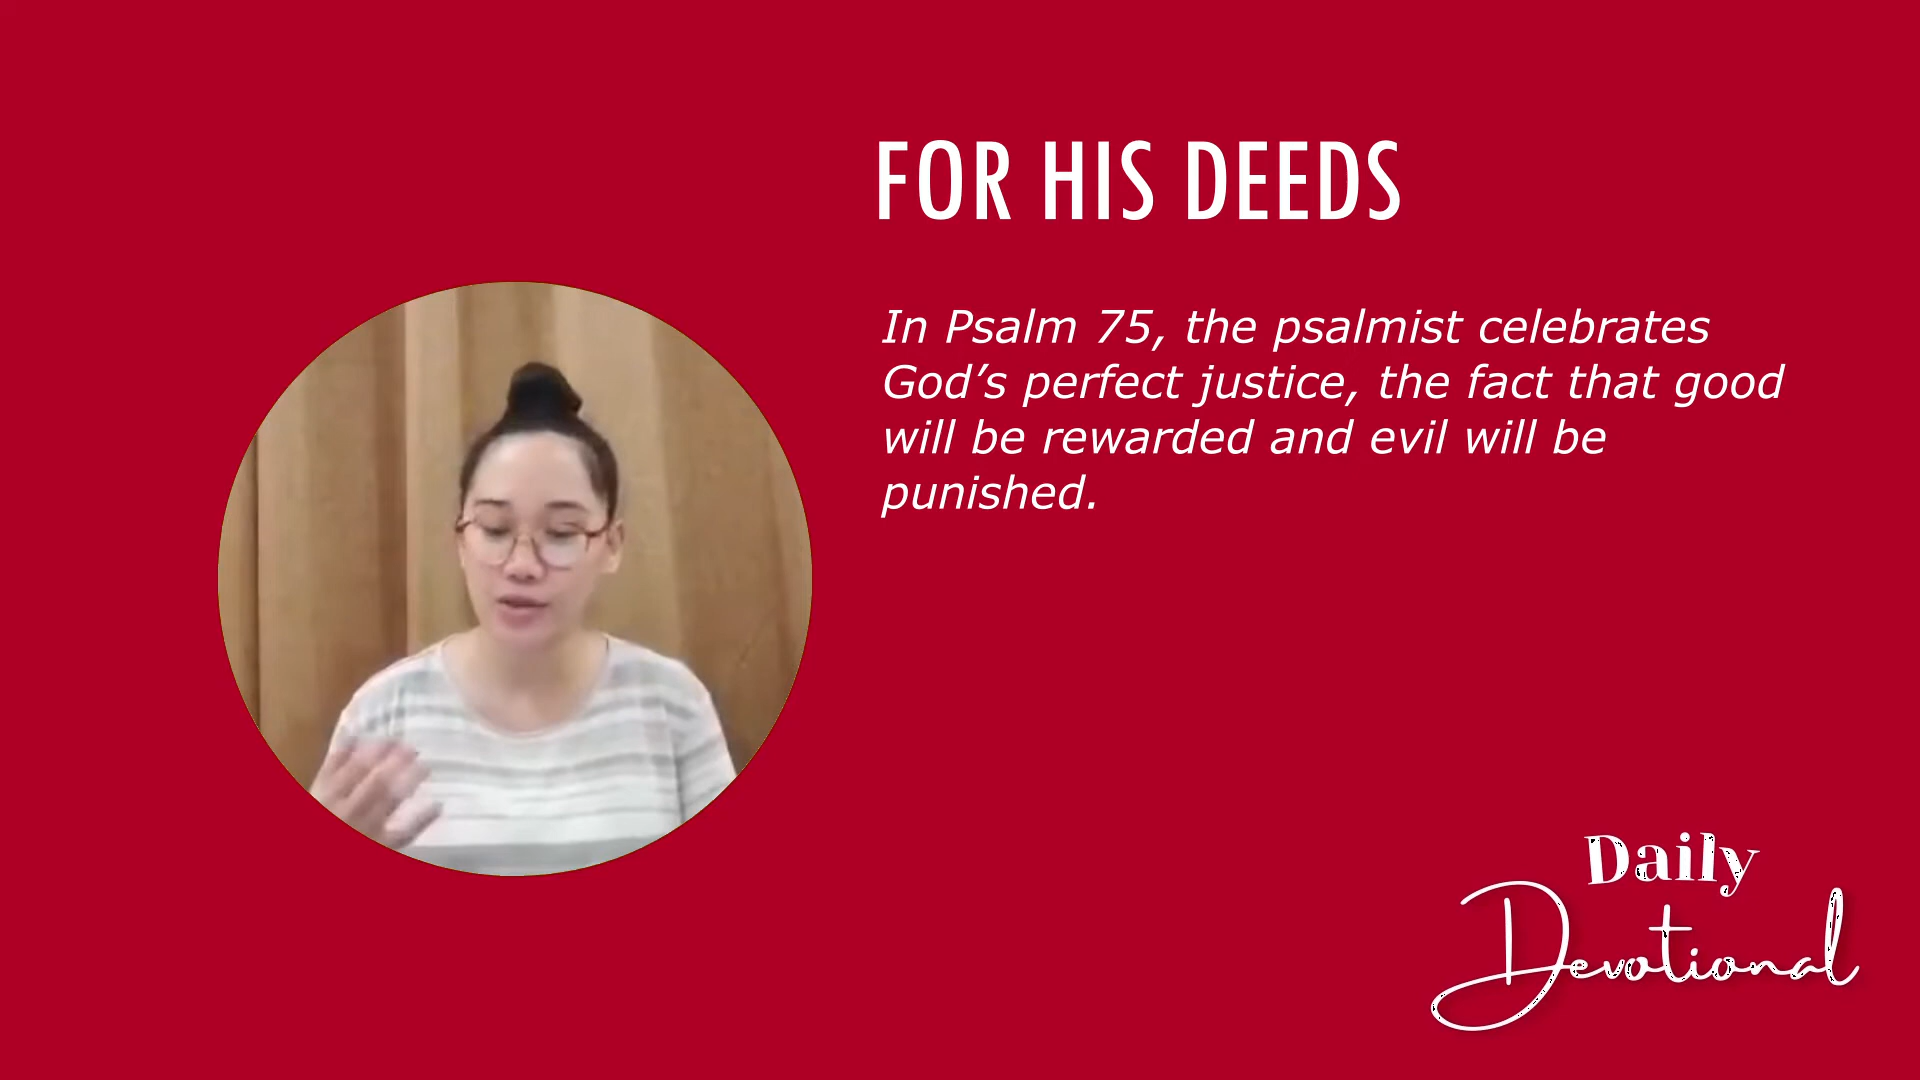 FOR HIS DEEDS
In Psalm 75, the psalmist celebrates
God’s perfect justice, the fact that good
will be rewarded and evil will be
punished.
Daily
Devotional